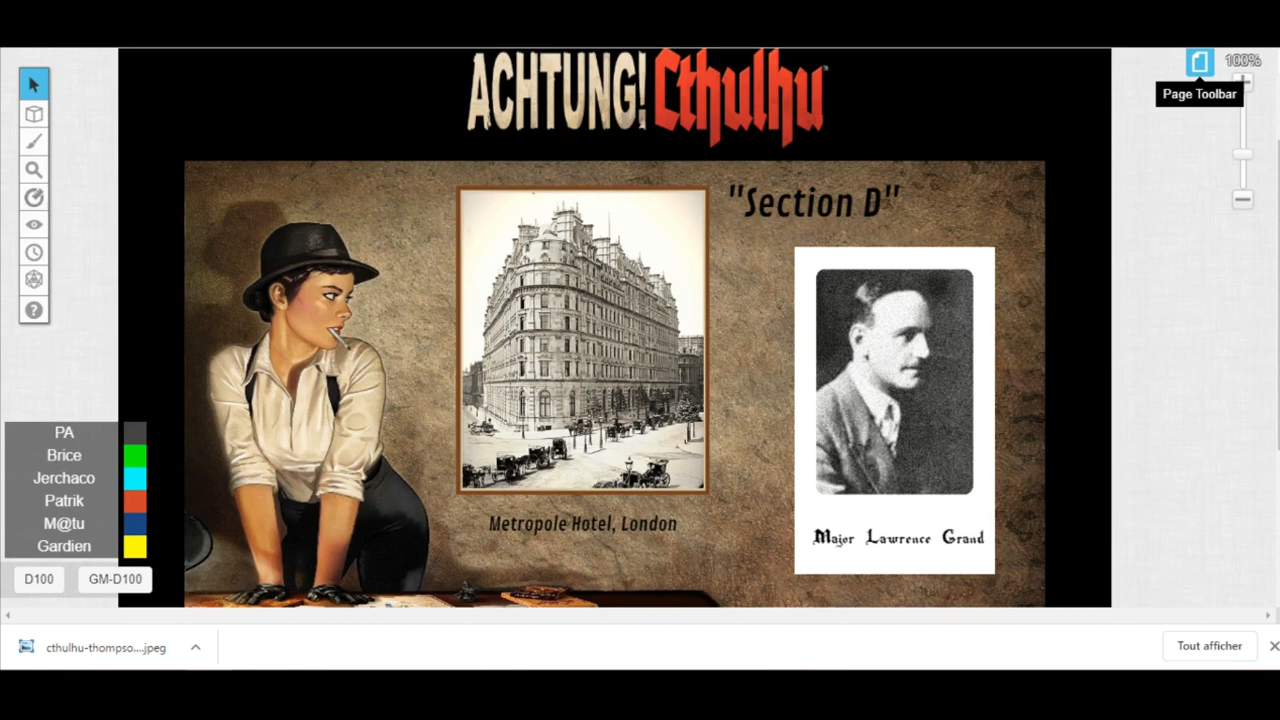 ACHTUNG! Cthulhu
100%
Page Toolbar
"Section D"
PA
Brice
Jerchaco
Patrik
M@tu
Gardien
Metropole Hotel, London
Major Lawrence Grand
D100
GM-D100
cthulhu-thompso....jpeg
Tout afficher